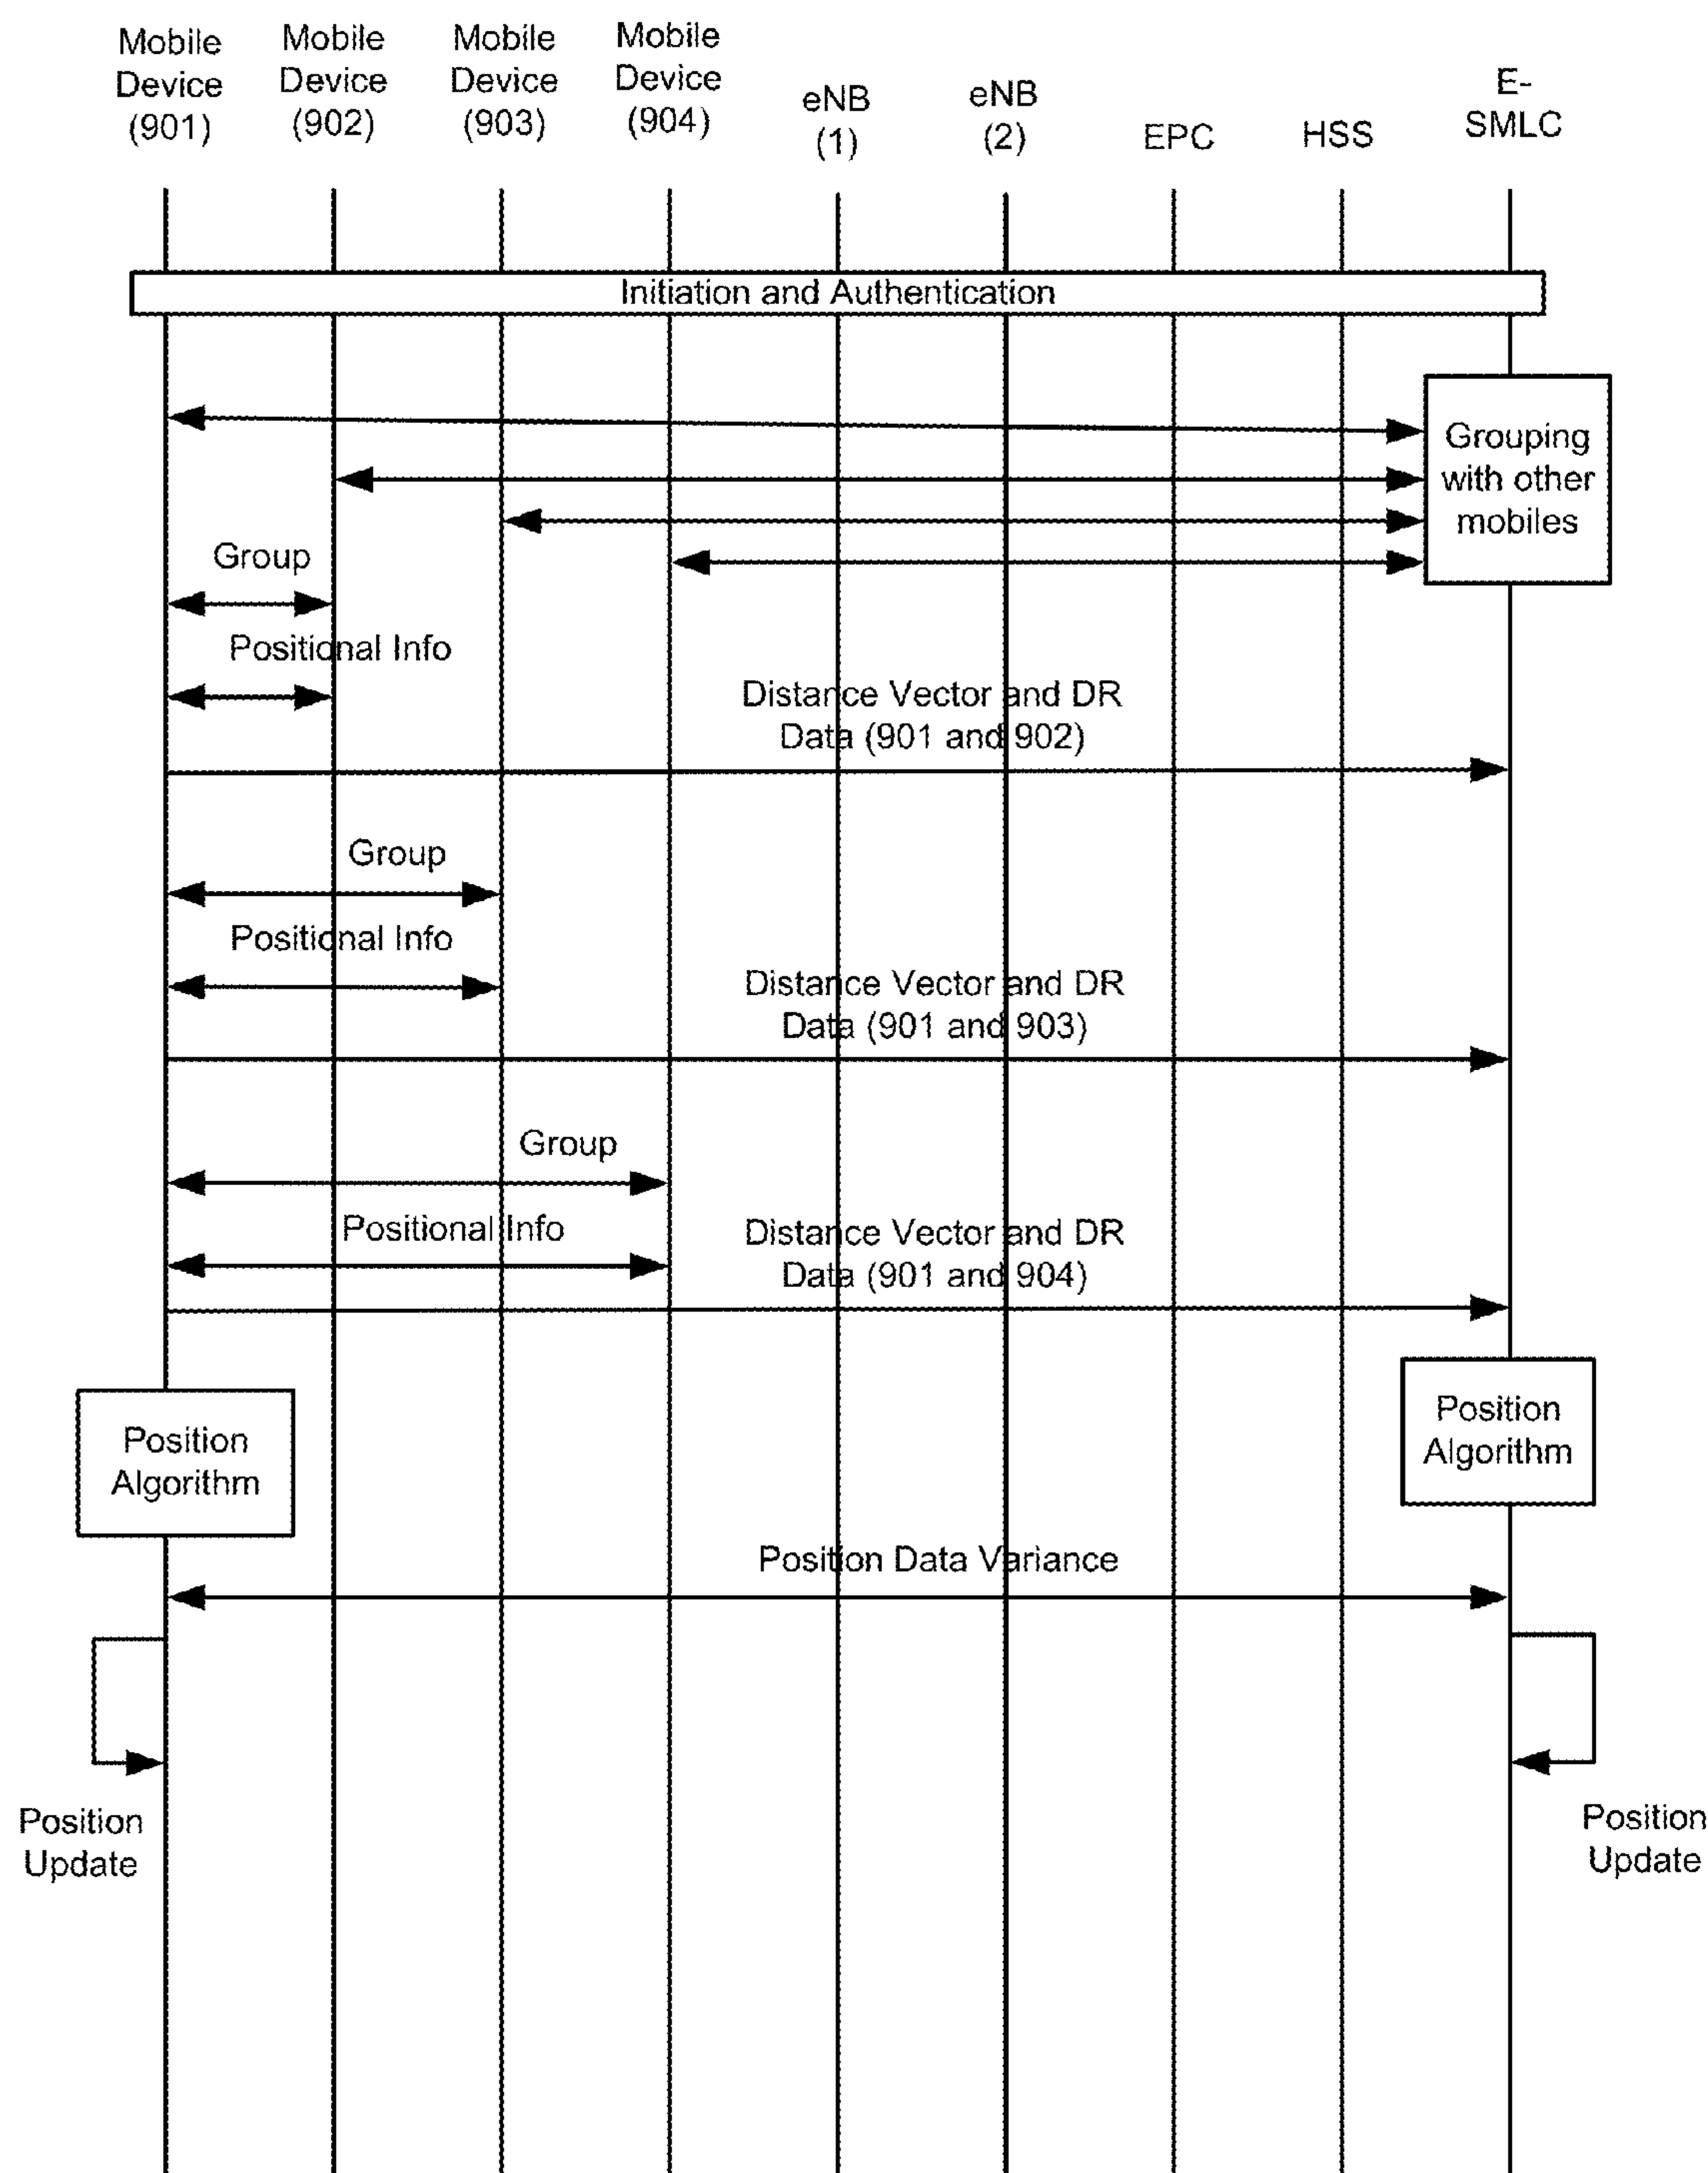 Mobile
Device
(901)
Mobile
Device
(902)
Mobile
Device
(903)
Mobile
Device
(904)
eNB
(1)
eNB
(2)
EPC
HSS
E-
SMLC
Initiation and Authentication
Grouping
with other
mobiles
Group
Positional Info
Distance Vector and DR
Data (901 and 902)
Group
Positional Info
Distance Vector and DR
Data (901 and 903)
Group
Positional Info
Distance Vector and DR
Data (901 and 904)
Position
Algorithm
Position
Algorithm
Position Data Variance
Position
Update
Position
Update